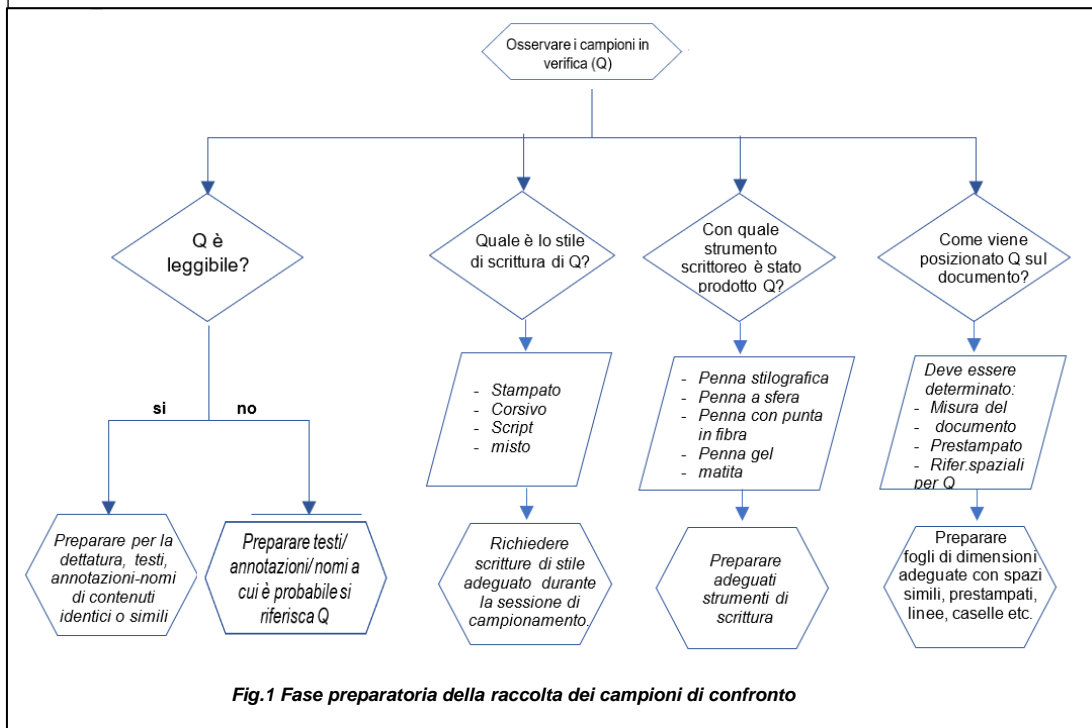 Osservare i campioni in
verifica (Q)
Q è
leggibile?
si
no
Preparare per la
dettatura, testi,
annotazioni-nomi
di contenuti
identici o simili
Preparare testi/
annotazioni/ nomi a
cui è probabile si
riferisca Q
Quale è lo stile
di scrittura di Q?
- Stampato
- Corsivo
- Script
- misto
Richiedere
scritture di stile
adeguato durante
la sessione di
campionamento.
Con quale
strumento
scrittoreo è stato
prodotto Q?
- Penna stilografica
- Penna a sfera
- Penna con punta
in fibra
- Penna gel
- matita
Preparare
adeguati
strumenti di
scrittura
Come viene
posizionato Q sul
documento?
Deve essere
determinato:
- Misura del
- documento
- Prestampato
- Rifer.spaziali
per Q
Preparare
fogli di dimensioni
adeguate con spazi
simili, prestampati,
linee, caselle etc.
Fig.1 Fase preparatoria della raccolta dei campioni di confronto